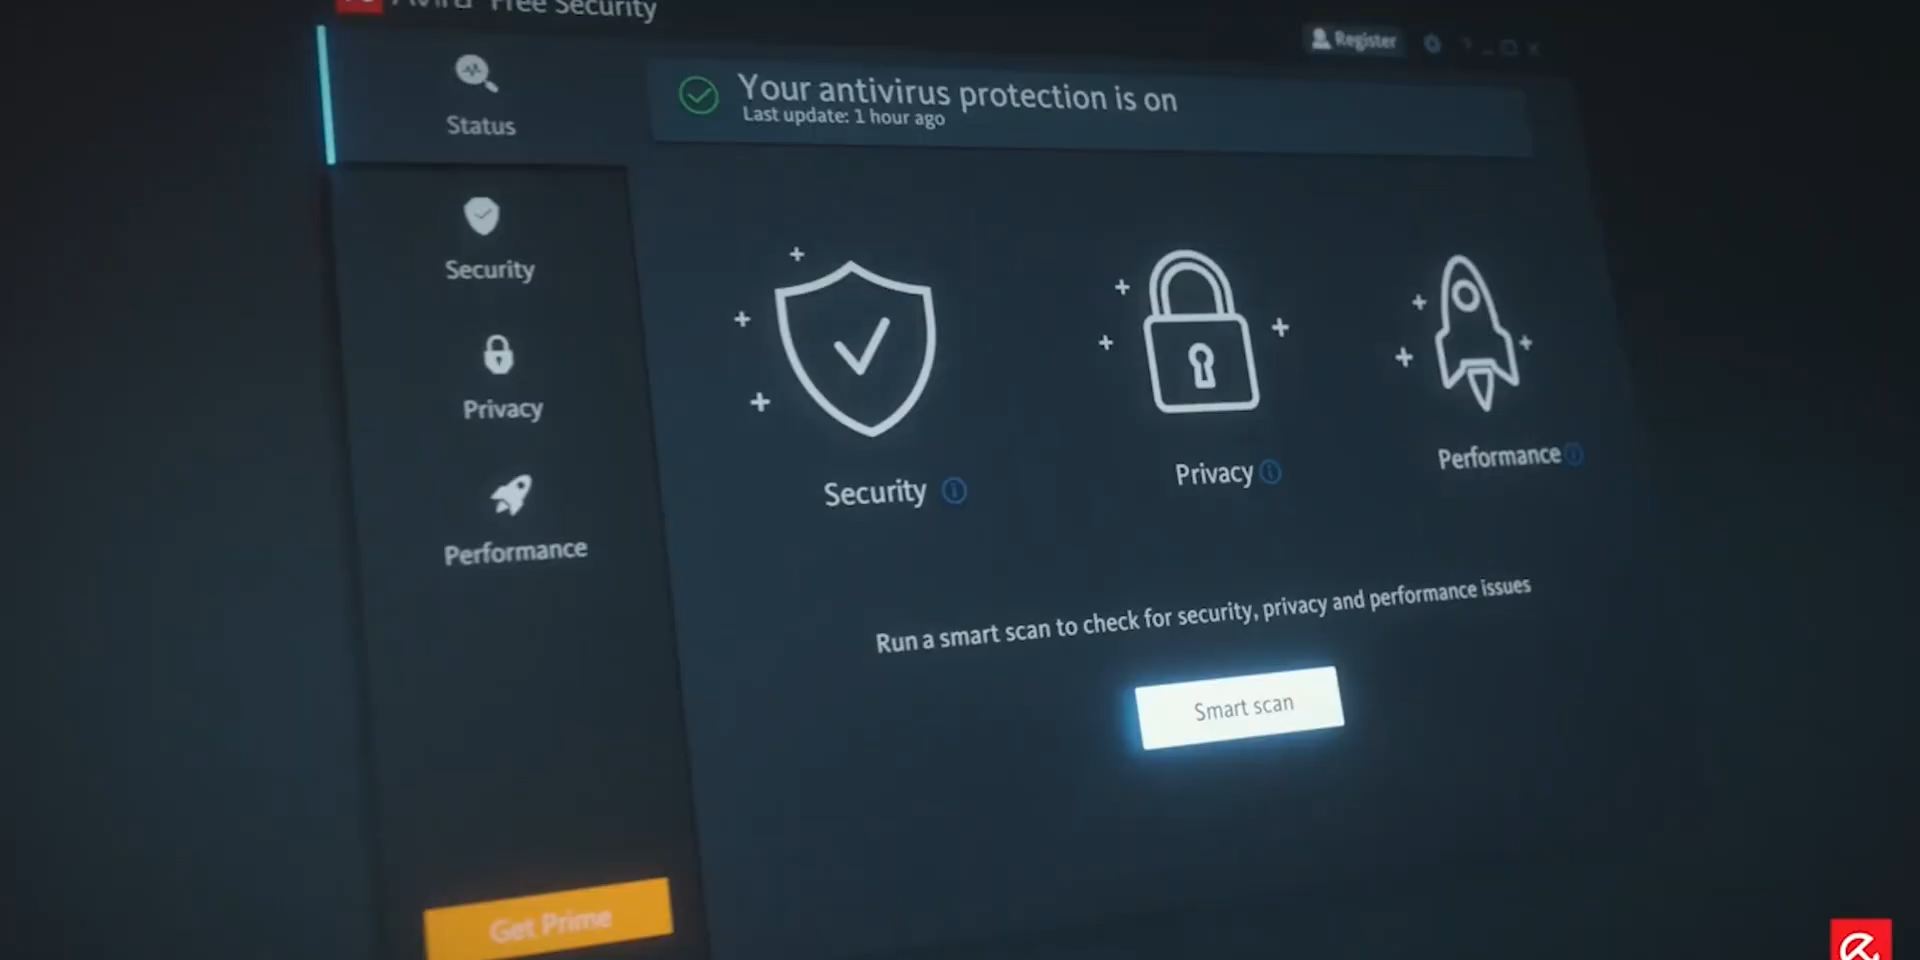 Avira Free Security
Register
Status
Your antivirus protection is on
Last update: 1 hour ago
Security
Privacy
Performance
Security
Privacy
Performance
Run a smart scan to check for security, privacy and performance issues
Smart scan
Get Prime